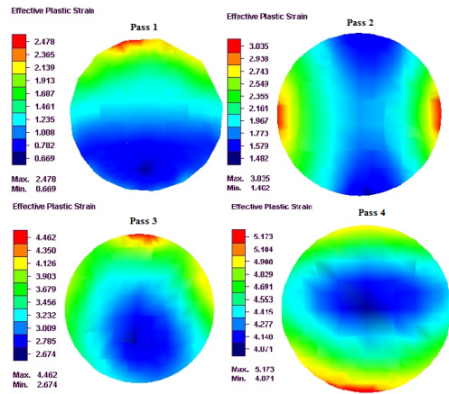 Effective Plastic Strain
Pass 1
2.478
2.365
2.139
1.913
1.687
1.461
1.235
1.008
0.782
0.669
Max. 2.478
Min. 0.669
Effective Plastic Strain
Pass 2
3.035
2.938
2.743
2.549
2.355
2.161
1.967
1.773
1.579
1.482
Max. 3.035
Min. 1.482
Effective Plastic Strain
Pass 3
4.462
4.350
4.126
3.903
3.679
3.456
3.232
3.009
2.785
2.674
Max. 4.462
Min. 2.674
Effective Plastic Strain
Pass 4
5.173
5.104
4.966
4.829
4.691
4.553
4.415
4.277
4.140
4.071
Max. 5.173
Min. 4.071